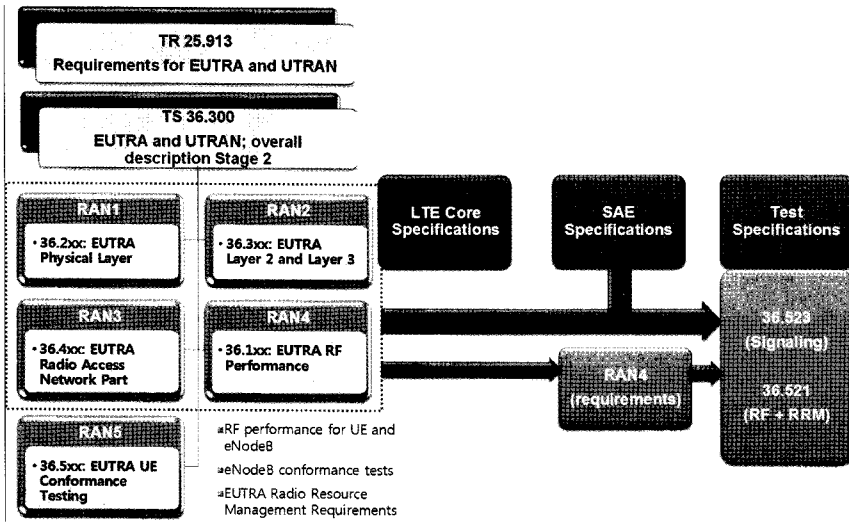 TR 25.913
Requirements for EUTRA and UTRAN
TS 36.300
EUTRA and UTRAN; overall
description Stage 2
RAN1
• 36.2xx: EUTRA
Physical Layer
RAN2
• 36.3xx: EUTRA
Layer 2 and Layer 3
RAN3
• 36.4xx: EUTRA
Radio Access
Network Part
RAN4
• 36.1xx: EUTRA RF
Performance
RAN5
• 36.5xx: EUTRA UE
Conformance
Testing
RF performance for UE and
eNodeB
eNodeB conformance tests
EUTRA Radio Resource
Management Requirements
LTE Core
Specifications
SAE
Specifications
Test
Specifications
RAN4
(requirements)
36.523
(Signaling)
36.521
(RF + RRM)